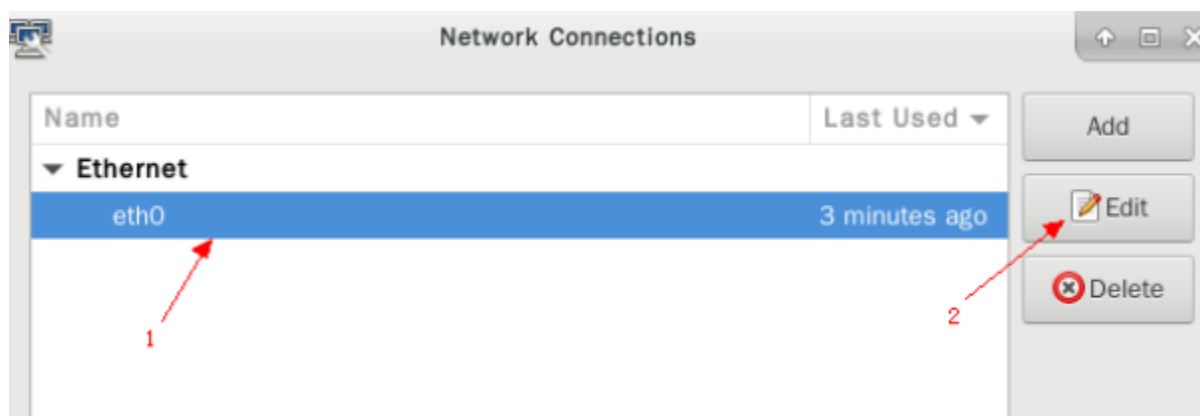 Network Connections
Name Last Used
Add
Ethernet
eth0 3 minutes ago
Edit
Delete
1
2